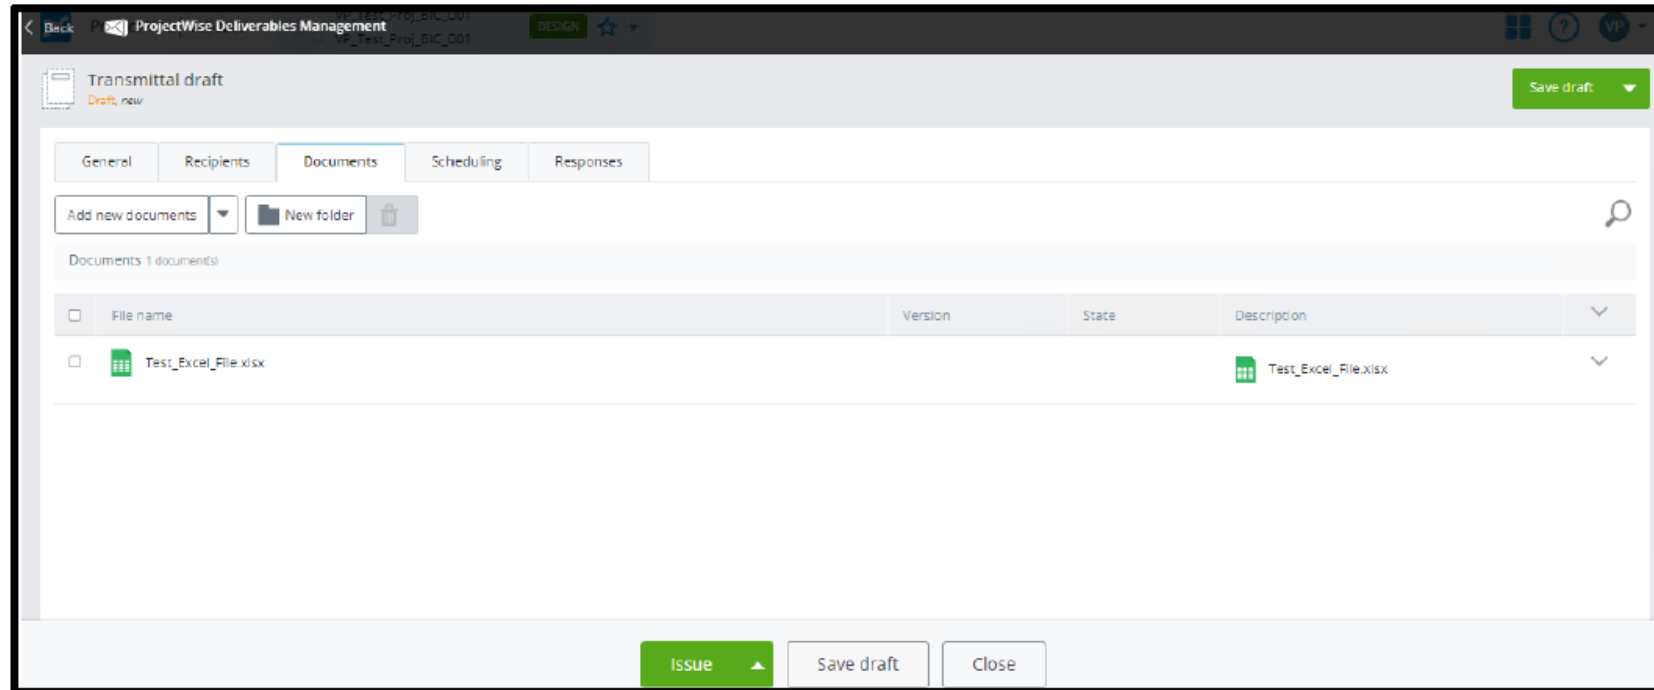 VP_Test_Proj_BIC_D01
Back ProjectWise Deliverables Management DESIGN ? VP
VP_Test_Proj_BIC_D01
Transmittal draft
Draft, new
Save draft
General Recipients Documents Scheduling Responses
Add new documents New folder
Documents 1 document(s)
File name Version State Description
Test_Excel_File.xlsx Test_Excel_File.xlsx
Issue Save draft Close